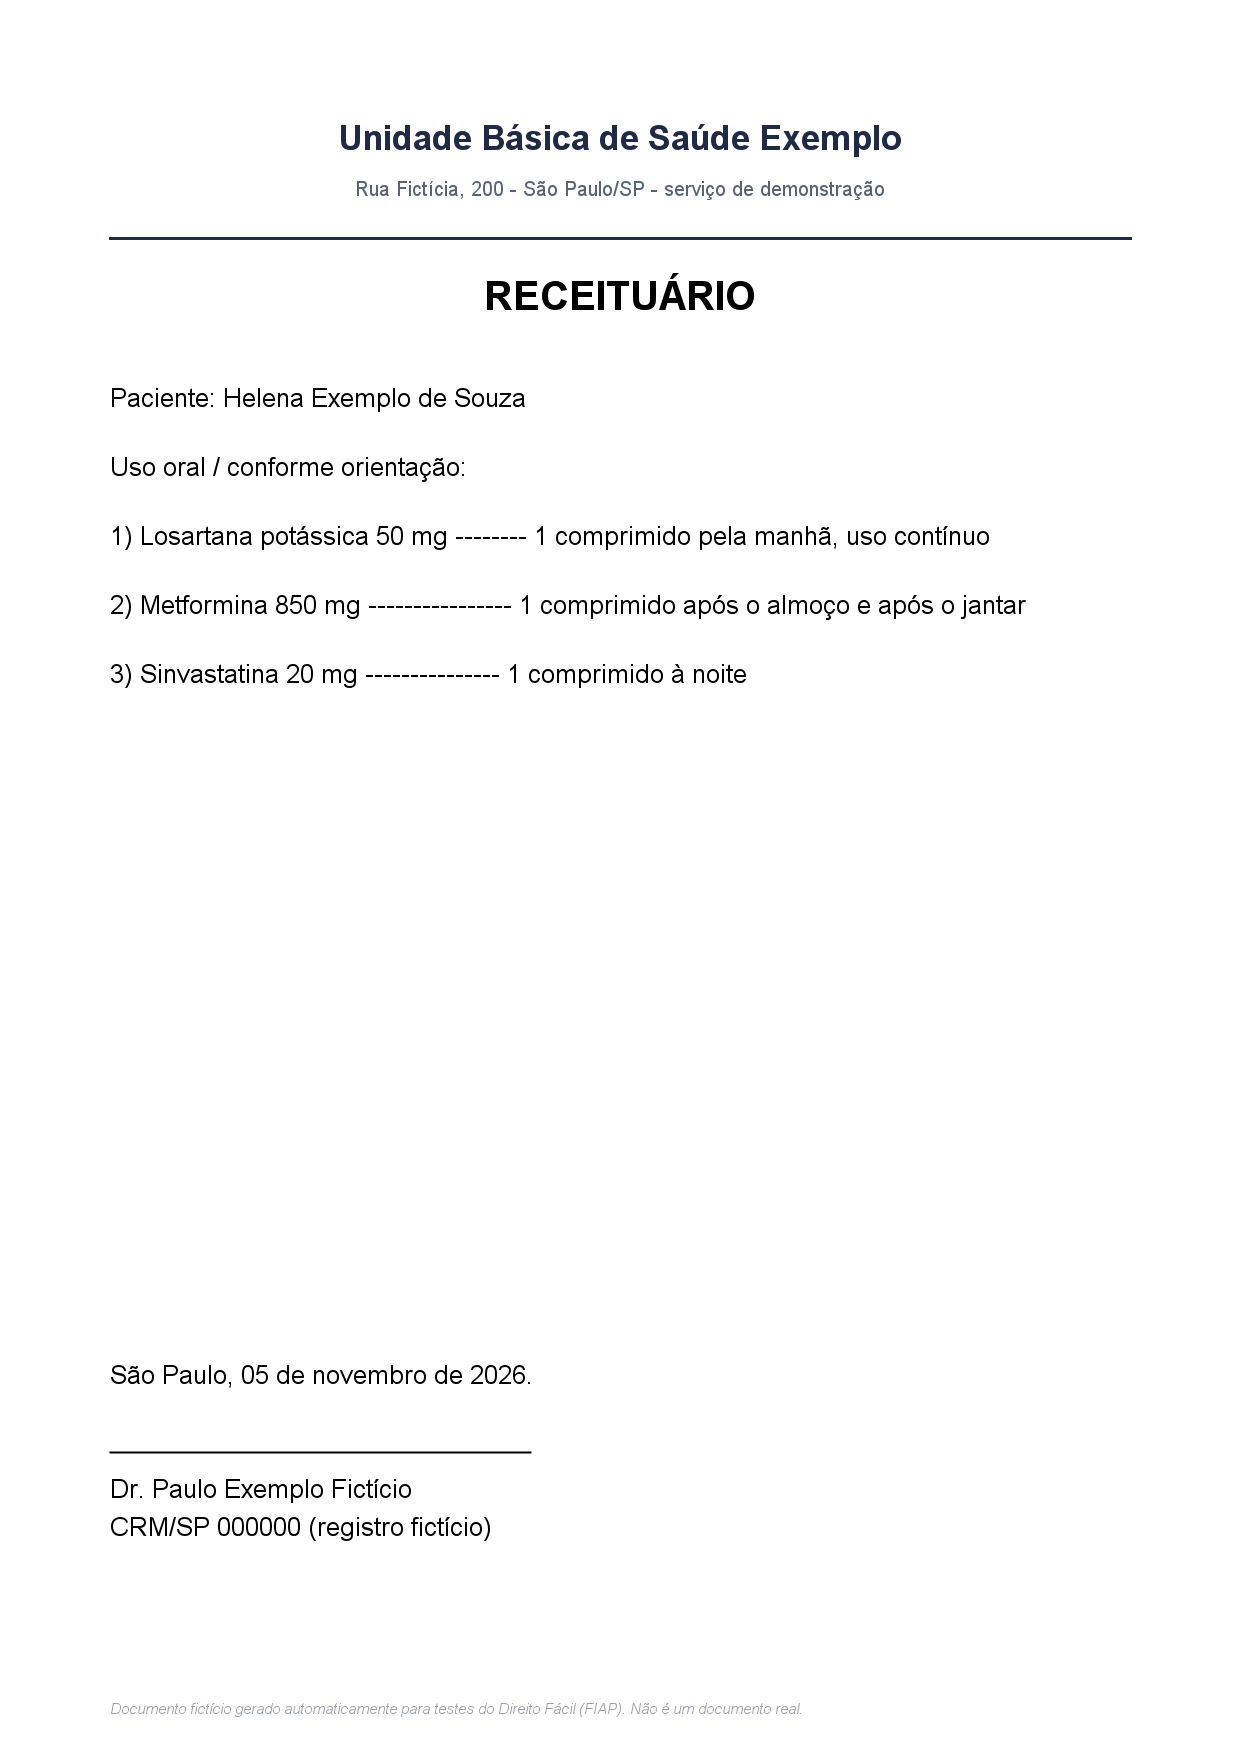 Unidade Básica de Saúde Exemplo
Rua Fictícia, 200 - São Paulo/SP - serviço de demonstração
RECEITUÁRIO
Paciente: Helena Exemplo de Souza
Uso oral / conforme orientação:
1) Losartana potássica 50 mg -------- 1 comprimido pela manhã, uso contínuo
2) Metformina 850 mg ---------------- 1 comprimido após o almoço e após o jantar
3) Sinvastatina 20 mg --------------- 1 comprimido à noite
São Paulo, 05 de novembro de 2026.
Dr. Paulo Exemplo Fictício
CRM/SP 000000 (registro fictício)
Documento fictício gerado automaticamente para testes do Direito Fácil (FIAP). Não é um documento real.